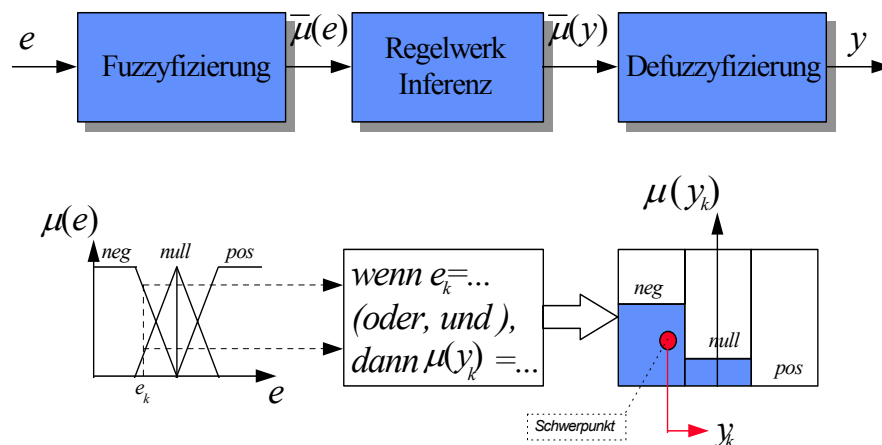 e
Fuzzyfizierung
μ̅(e)
Regelwerk
Inferenz
μ̅(y)
Defuzzyfizierung
y
μ(e)
neg
null
pos
e_k
e
wenn e_k=...
(oder, und ),
dann μ(y_k) =...
μ(y_k)
neg
null
pos
Schwerpunkt
y_k